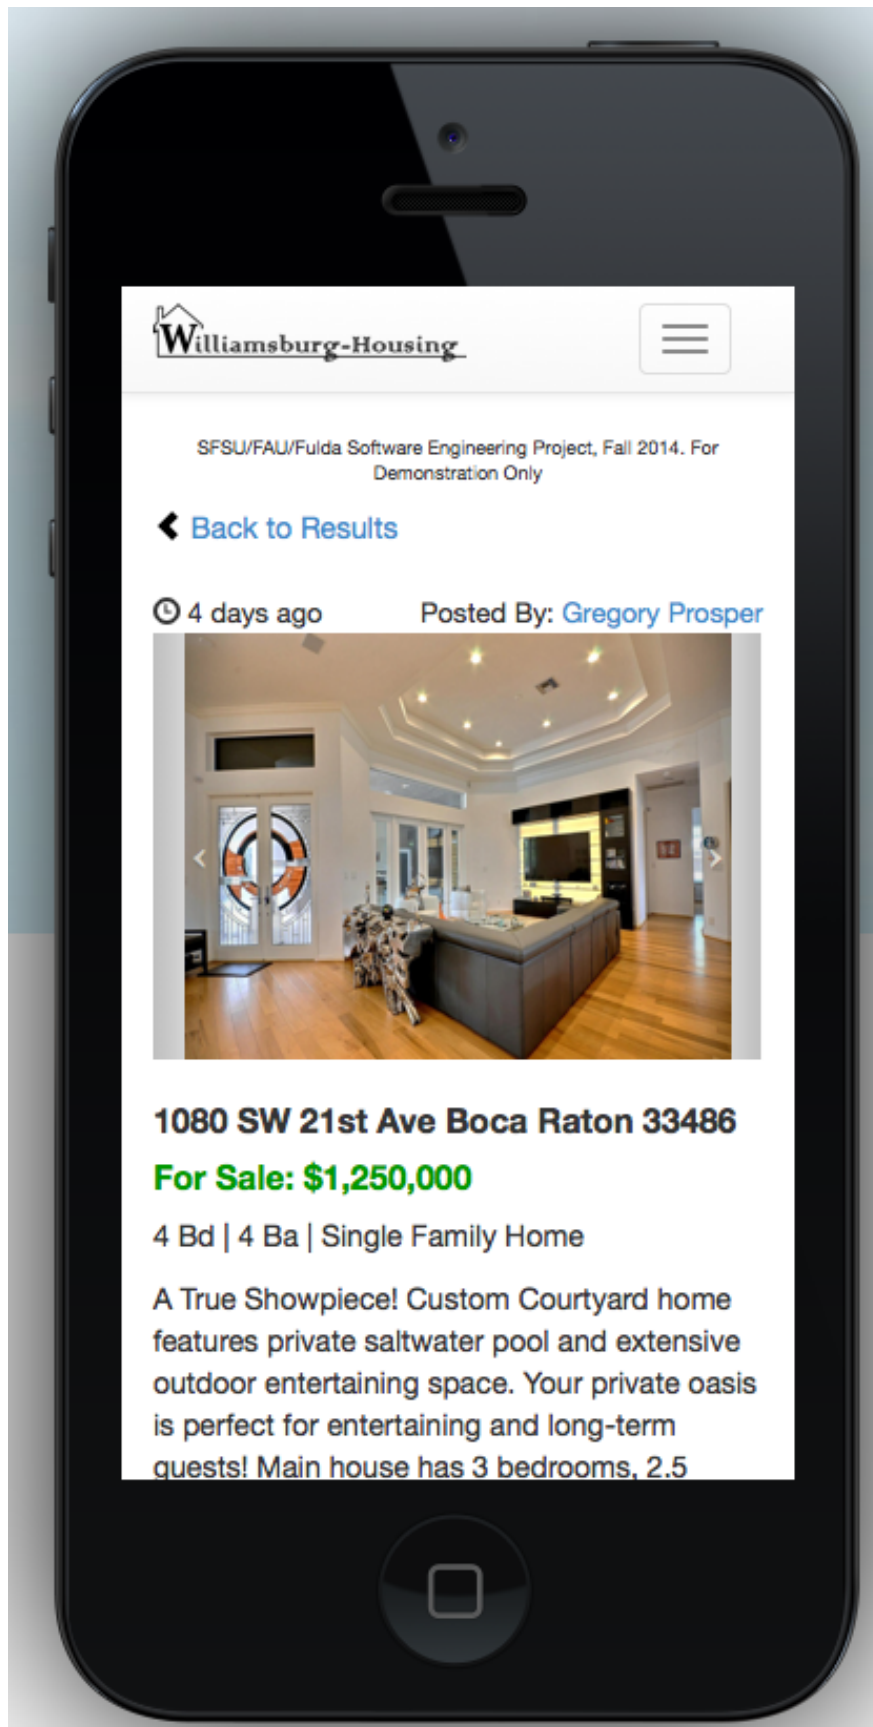 Williamsburg-Housing
SFSU/FAU/Fulda Software Engineering Project, Fall 2014. For
Demonstration Only
Back to Results
4 days ago Posted By: Gregory Prosper
1080 SW 21st Ave Boca Raton 33486
For Sale: $1,250,000
4 Bd | 4 Ba | Single Family Home
A True Showpiece! Custom Courtyard home
features private saltwater pool and extensive
outdoor entertaining space. Your private oasis
is perfect for entertaining and long-term
guests! Main house has 3 bedrooms, 2.5